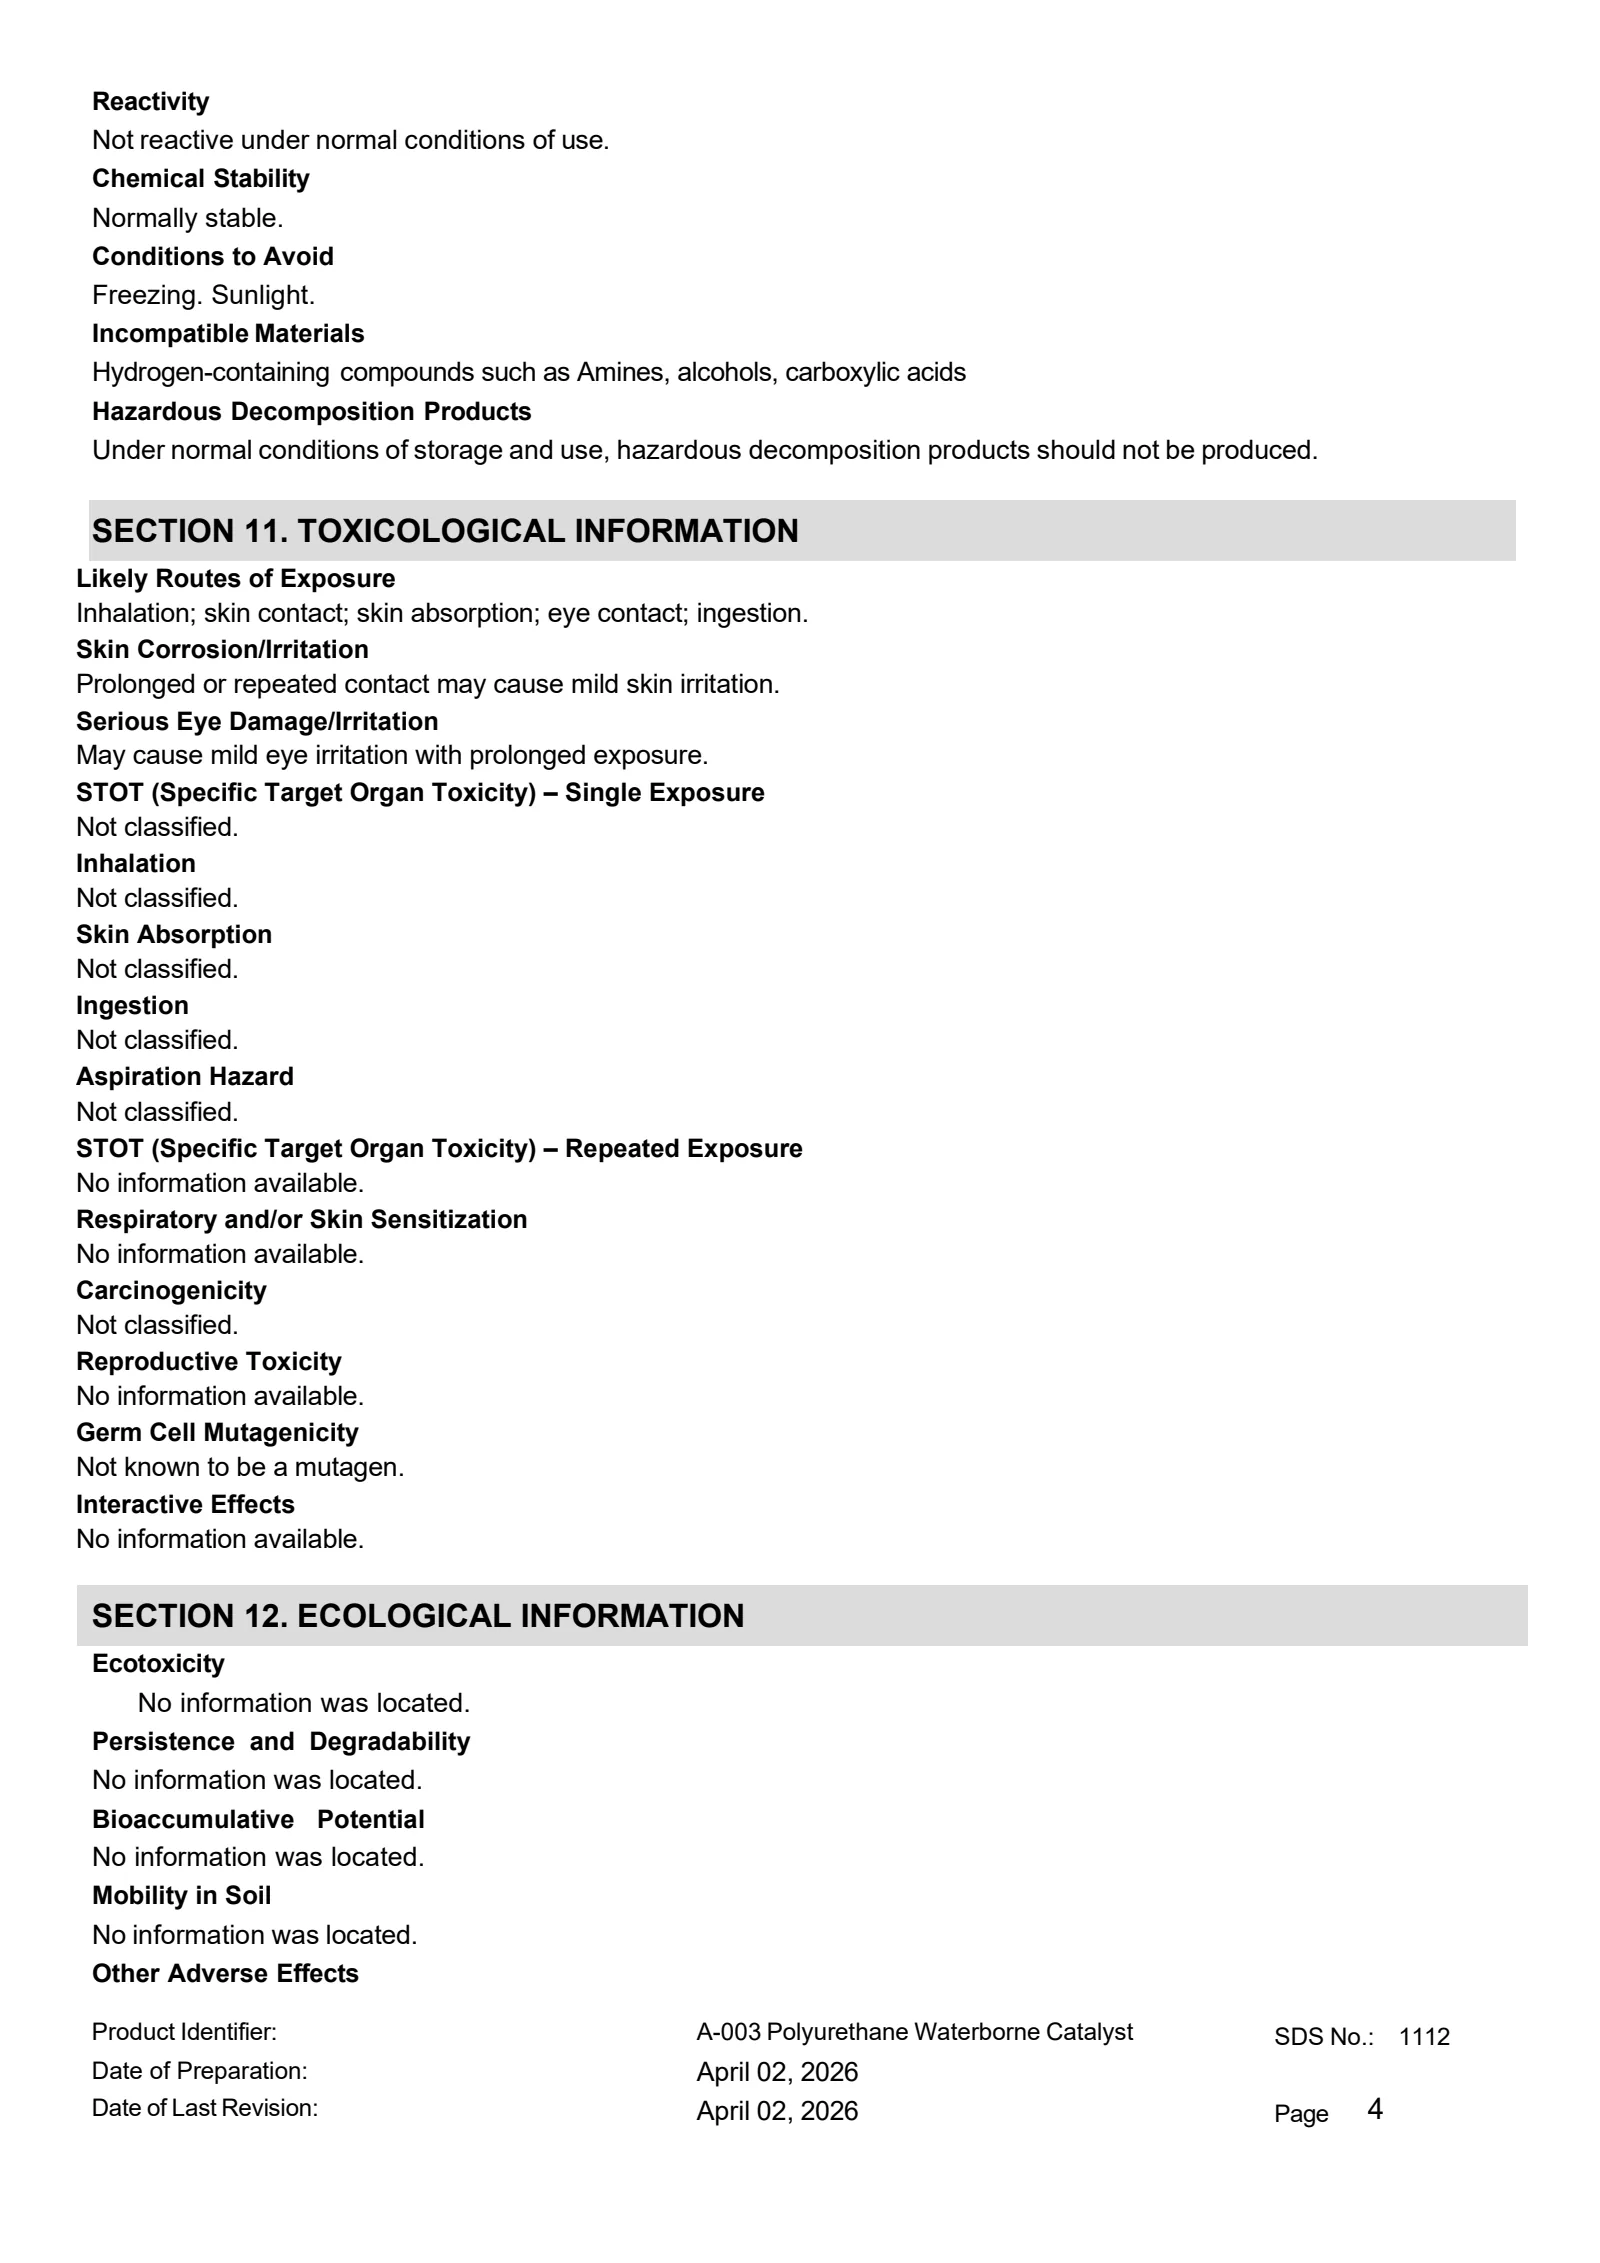 Reactivity
Not reactive under normal conditions of use.
Chemical Stability
Normally stable.
Conditions to Avoid
Freezing. Sunlight.
Incompatible Materials
Hydrogen-containing compounds such as Amines, alcohols, carboxylic acids
Hazardous Decomposition Products
Under normal conditions of storage and use, hazardous decomposition products should not be produced.
SECTION 11. TOXICOLOGICAL INFORMATION
Likely Routes of Exposure
Inhalation; skin contact; skin absorption; eye contact; ingestion.
Skin Corrosion/Irritation
Prolonged or repeated contact may cause mild skin irritation.
Serious Eye Damage/Irritation
May cause mild eye irritation with prolonged exposure.
STOT (Specific Target Organ Toxicity) – Single Exposure
Not classified.
Inhalation
Not classified.
Skin Absorption
Not classified.
Ingestion
Not classified.
Aspiration Hazard
Not classified.
STOT (Specific Target Organ Toxicity) – Repeated Exposure
No information available.
Respiratory and/or Skin Sensitization
No information available.
Carcinogenicity
Not classified.
Reproductive Toxicity
No information available.
Germ Cell Mutagenicity
Not known to be a mutagen.
Interactive Effects
No information available.
SECTION 12. ECOLOGICAL INFORMATION
Ecotoxicity
No information was located.
Persistence and Degradability
No information was located.
Bioaccumulative Potential
No information was located.
Mobility in Soil
No information was located.
Other Adverse Effects
Product Identifier: A-003 Polyurethane Waterborne Catalyst SDS No.: 1112
Date of Preparation: April 02, 2026
Date of Last Revision: April 02, 2026 Page 4